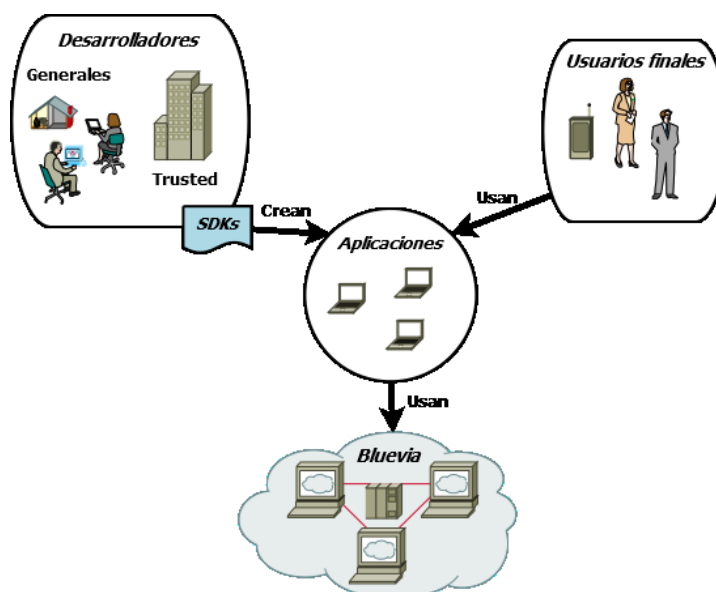 Desarrolladores
Generales
Trusted
SDKs
Crean
Usuarios finales
Usan
Aplicaciones
Usan
Bluevia